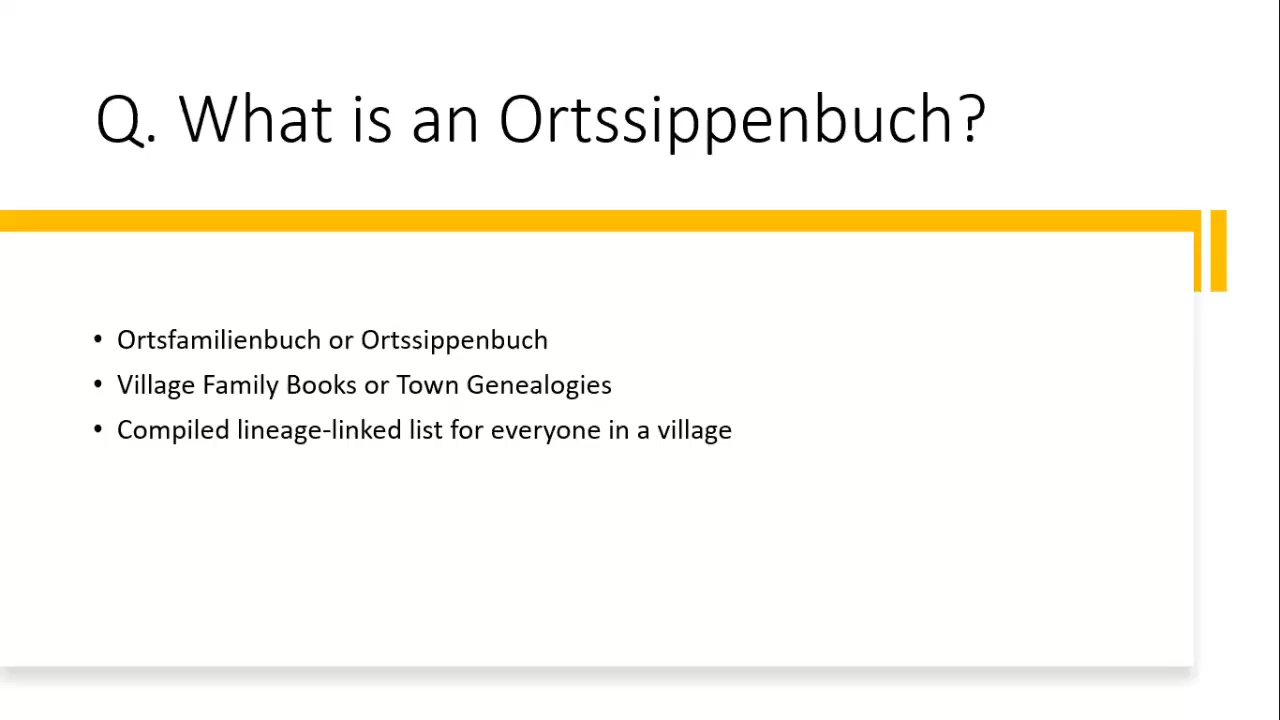 Q. What is an Ortssippenbuch?
• Ortsfamilienbuch or Ortssippenbuch
• Village Family Books or Town Genealogies
• Compiled lineage-linked list for everyone in a village